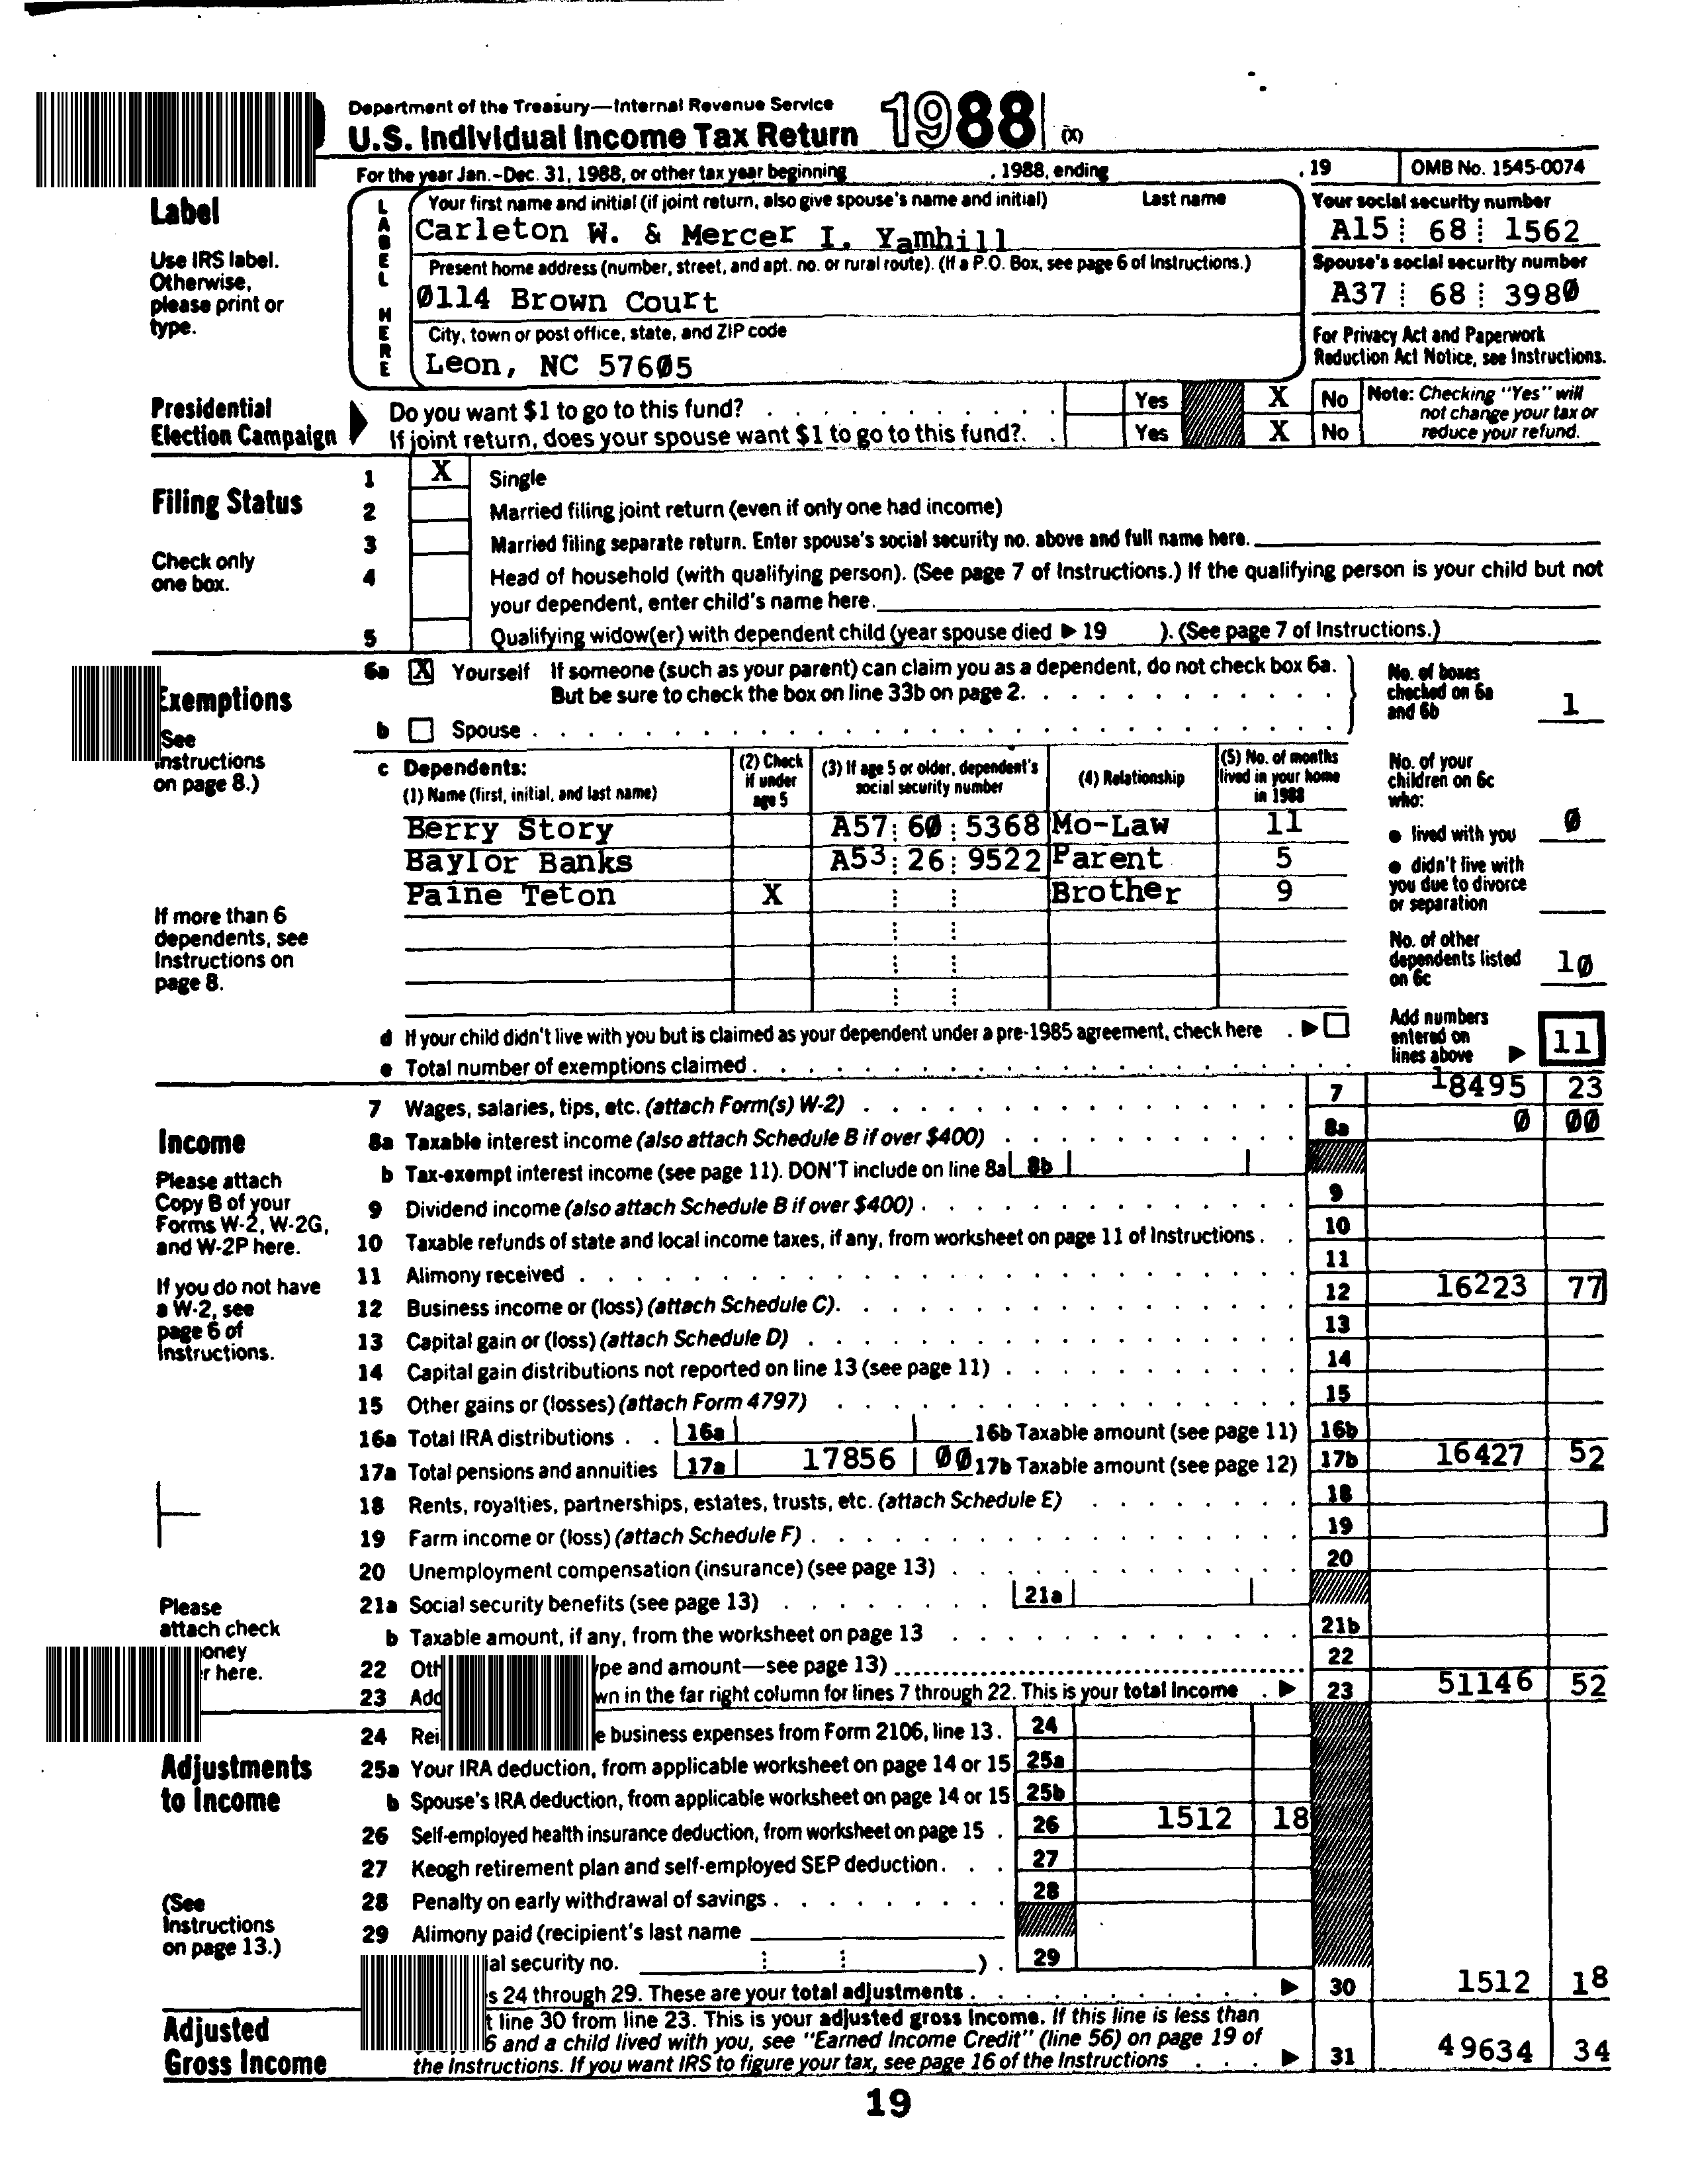 Department of the Treasury—Internal Revenue Service
U.S. Individual Income Tax Return 1988 (X)
For the year Jan.-Dec. 31, 1988, or other tax year beginning , 1988, ending , 19 OMB No. 1545-0074
Label
Use IRS label.
Otherwise,
please print or
type.
LABEL HERE
Your first name and initial (if joint return, also give spouse's name and initial) Last name
Carleton W. & Mercer I. Yamhill
Your social security number
A15 68 1562
Present home address (number, street, and apt. no. or rural route). (If a P.O. Box, see page 6 of Instructions.)
0114 Brown Court
Spouse's social security number
A37 68 3980
City, town or post office, state, and ZIP code
Leon, NC 57605
For Privacy Act and Paperwork
Reduction Act Notice, see Instructions.
Presidential
Election Campaign
Do you want $1 to go to this fund? Yes X No
If joint return, does your spouse want $1 to go to this fund?. Yes X No
Note: Checking "Yes" will
not change your tax or
reduce your refund.
Filing Status
Check only
one box.
1 X Single
2 Married filing joint return (even if only one had income)
3 Married filing separate return. Enter spouse's social security no. above and full name here.
4 Head of household (with qualifying person). (See page 7 of Instructions.) If the qualifying person is your child but not
your dependent, enter child's name here.
5 Qualifying widow(er) with dependent child (year spouse died ▶ 19 ). (See page 7 of Instructions.)
Exemptions
(See
Instructions
on page 8.)
6a X Yourself If someone (such as your parent) can claim you as a dependent, do not check box 6a.
But be sure to check the box on line 33b on page 2.
b Spouse
No. of boxes
checked on 6a
and 6b 1
c Dependents:
(1) Name (first, initial, and last name)
(2) Check
if under
age 5
(3) If age 5 or older, dependent's
social security number
(4) Relationship
(5) No. of months
lived in your home
in 1988
Berry Story A57 60 5368 Mo-Law 11
Baylor Banks A53 26 9522 Parent 5
Paine Teton X Brother 9
No. of your
children on 6c
who:
● lived with you 0
● didn't live with
you due to divorce
or separation
No. of other
dependents listed
on 6c 10
If more than 6
dependents, see
Instructions on
page 8.
d If your child didn't live with you but is claimed as your dependent under a pre-1985 agreement, check here ▶
e Total number of exemptions claimed
Add numbers
entered on
lines above ▶ 11
Income
Please attach
Copy B of your
Forms W-2, W-2G,
and W-2P here.
If you do not have
a W-2, see
page 6 of
Instructions.
7 Wages, salaries, tips, etc. (attach Form(s) W-2) 7 18495 23
8a Taxable interest income (also attach Schedule B if over $400) 8a 0 00
b Tax-exempt interest income (see page 11). DON'T include on line 8a 8b
9 Dividend income (also attach Schedule B if over $400) 9
10 Taxable refunds of state and local income taxes, if any, from worksheet on page 11 of Instructions 10
11 Alimony received 11
12 Business income or (loss) (attach Schedule C). 12 16223 77
13 Capital gain or (loss) (attach Schedule D) 13
14 Capital gain distributions not reported on line 13 (see page 11) 14
15 Other gains or (losses) (attach Form 4797) 15
16a Total IRA distributions 16a 16b Taxable amount (see page 11) 16b
17a Total pensions and annuities 17a 17856 00 17b Taxable amount (see page 12) 17b 16427 52
18 Rents, royalties, partnerships, estates, trusts, etc. (attach Schedule E) 18
19 Farm income or (loss) (attach Schedule F) 19
20 Unemployment compensation (insurance) (see page 13) 20
21a Social security benefits (see page 13) 21a
b Taxable amount, if any, from the worksheet on page 13 21b
Please
attach check
oney
r here.
22 Oth pe and amount—see page 13) 22
23 Add wn in the far right column for lines 7 through 22. This is your total income ▶ 23 51146 52
Adjustments
to Income
(See
Instructions
on page 13.)
24 Rei e business expenses from Form 2106, line 13. 24
25a Your IRA deduction, from applicable worksheet on page 14 or 15 25a
b Spouse's IRA deduction, from applicable worksheet on page 14 or 15 25b
26 Self-employed health insurance deduction, from worksheet on page 15 26 1512 18
27 Keogh retirement plan and self-employed SEP deduction 27
28 Penalty on early withdrawal of savings 28
29 Alimony paid (recipient's last name
ial security no. ) 29
s 24 through 29. These are your total adjustments ▶ 30 1512 18
Adjusted
Gross Income
t line 30 from line 23. This is your adjusted gross income. If this line is less than
6 and a child lived with you, see "Earned Income Credit" (line 56) on page 19 of
the Instructions. If you want IRS to figure your tax, see page 16 of the Instructions ▶ 31 49634 34
19